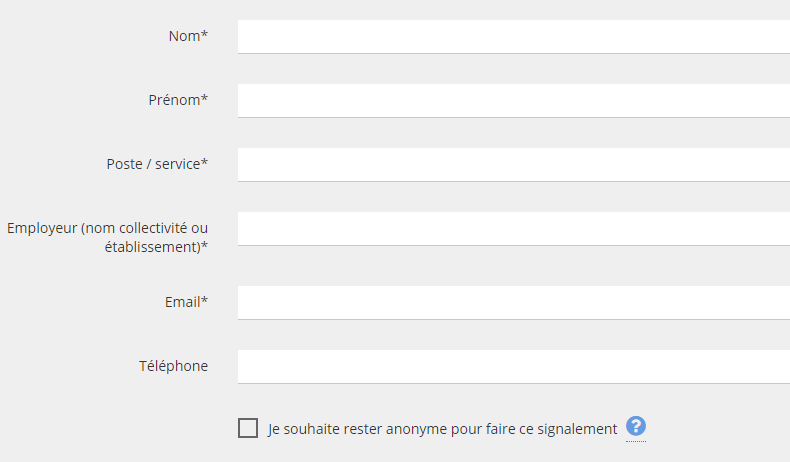 Nom*
Prénom*
Poste / service*
Employeur (nom collectivité ou
établissement)*
Email*
Téléphone
Je souhaite rester anonyme pour faire ce signalement ?